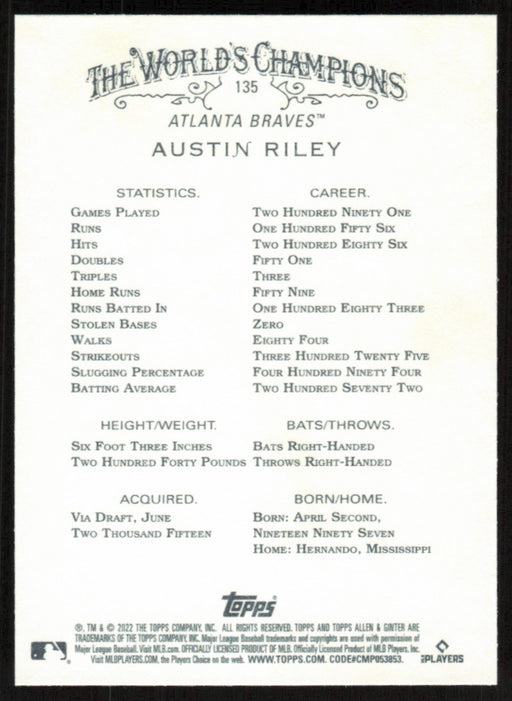 THE WORLD'S CHAMPIONS
135
ATLANTA BRAVES™
AUSTIN RILEY
STATISTICS. CAREER.
GAMES PLAYED TWO HUNDRED NINETY ONE
RUNS ONE HUNDRED FIFTY SIX
HITS TWO HUNDRED EIGHTY SIX
DOUBLES FIFTY ONE
TRIPLES THREE
HOME RUNS FIFTY NINE
RUNS BATTED IN ONE HUNDRED EIGHTY THREE
STOLEN BASES ZERO
WALKS EIGHTY FOUR
STRIKEOUTS THREE HUNDRED TWENTY FIVE
SLUGGING PERCENTAGE FOUR HUNDRED NINETY FOUR
BATTING AVERAGE TWO HUNDRED SEVENTY TWO
HEIGHT/WEIGHT. BATS/THROWS.
SIX FOOT THREE INCHES BATS RIGHT-HANDED
TWO HUNDRED FORTY POUNDS THROWS RIGHT-HANDED
ACQUIRED. BORN/HOME.
VIA DRAFT, JUNE BORN: APRIL SECOND,
TWO THOUSAND FIFTEEN NINETEEN NINETY SEVEN
HOME: HERNANDO, MISSISSIPPI
topps
®, TM & © 2022 THE TOPPS COMPANY, INC. ALL RIGHTS RESERVED. TOPPS AND TOPPS ALLEN & GINTER ARE
TRADEMARKS OF THE TOPPS COMPANY, INC. Major League Baseball trademarks and copyrights are used with permission of
Major League Baseball. Visit MLB.com. OFFICIALLY LICENSED PRODUCT OF MLB. Officially Licensed Product of MLB Players, Inc.
Visit MLBPLAYERS.COM, the Players Choice on the web. WWW.TOPPS.COM. CODE#CMP053853.
PLAYERS